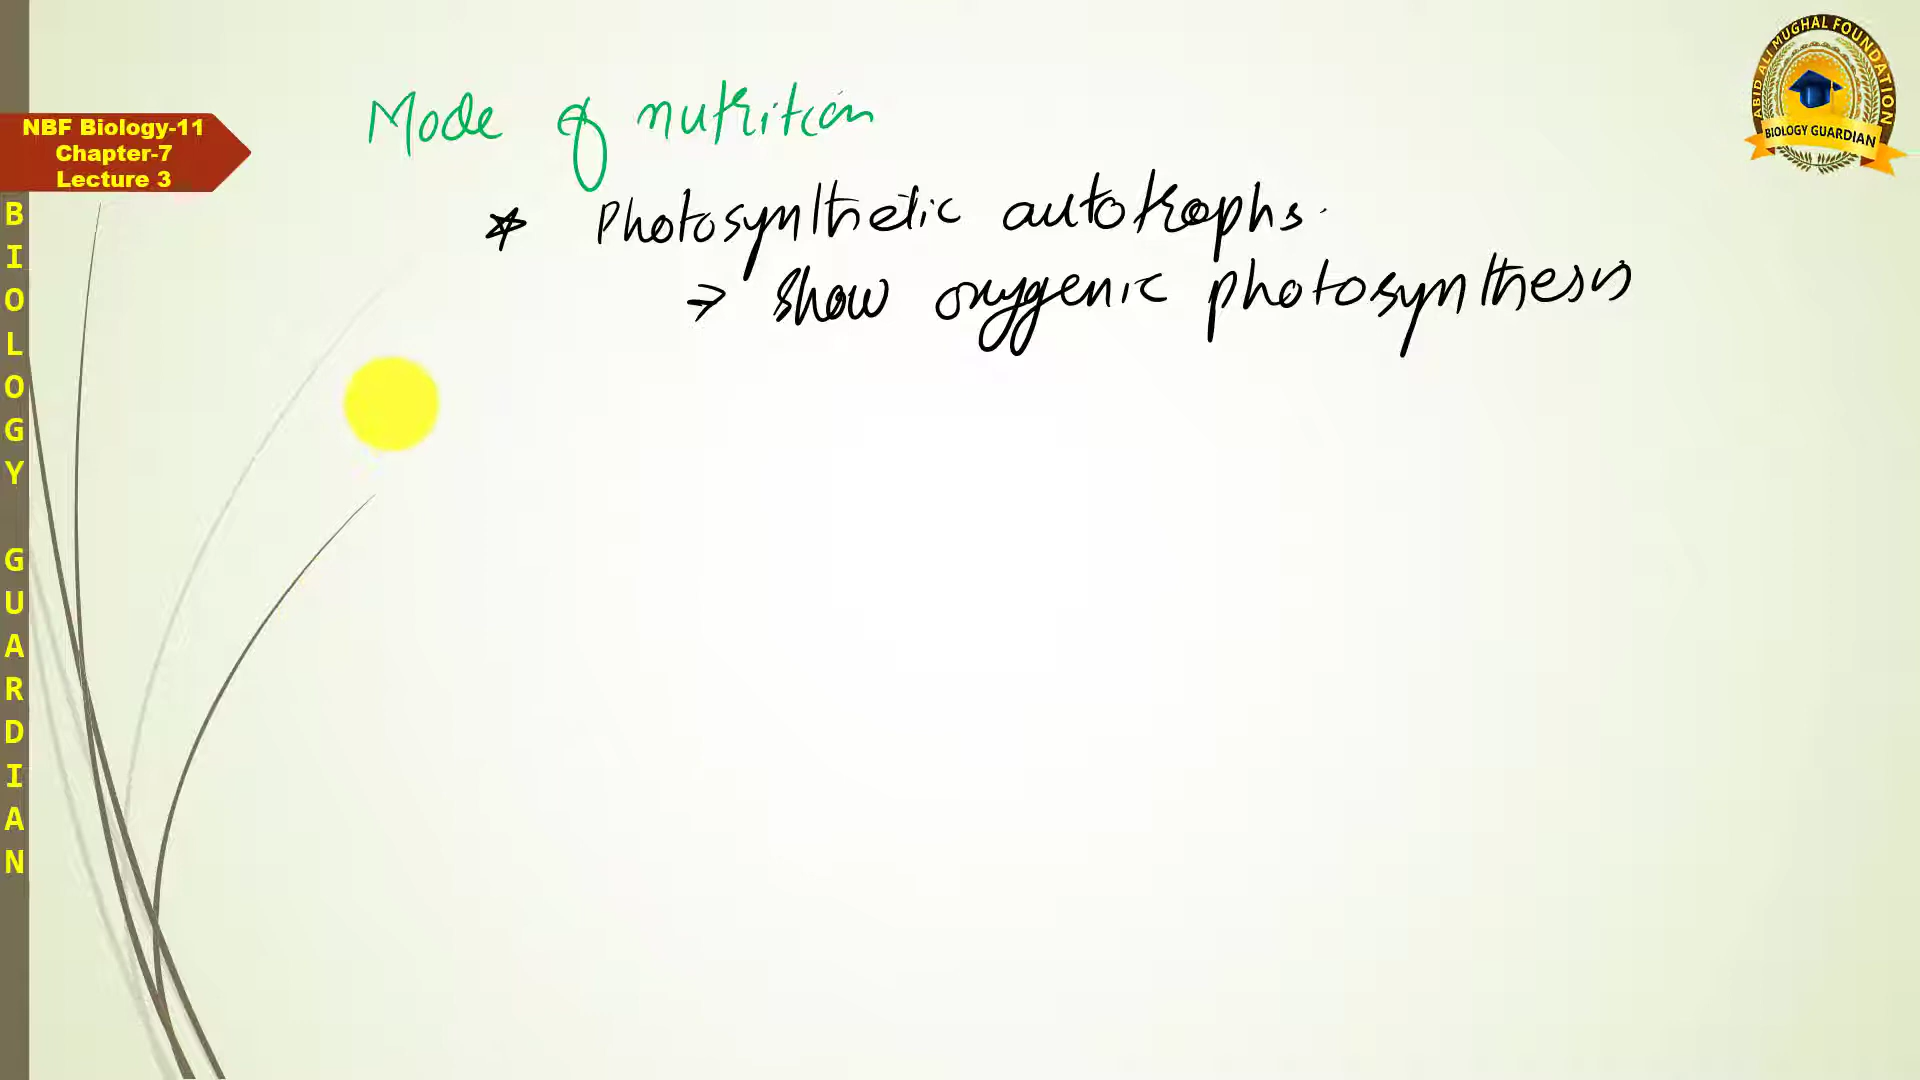 Mode of nutrition
* Photosynthetic autotrophs.
⇒ show oxygenic photosynthesis
NBF Biology-11
Chapter-7
Lecture 3
BIOLOGY GUARDIAN
ABID ALI MUGHAL FOUNDATION
BIOLOGY GUARDIAN